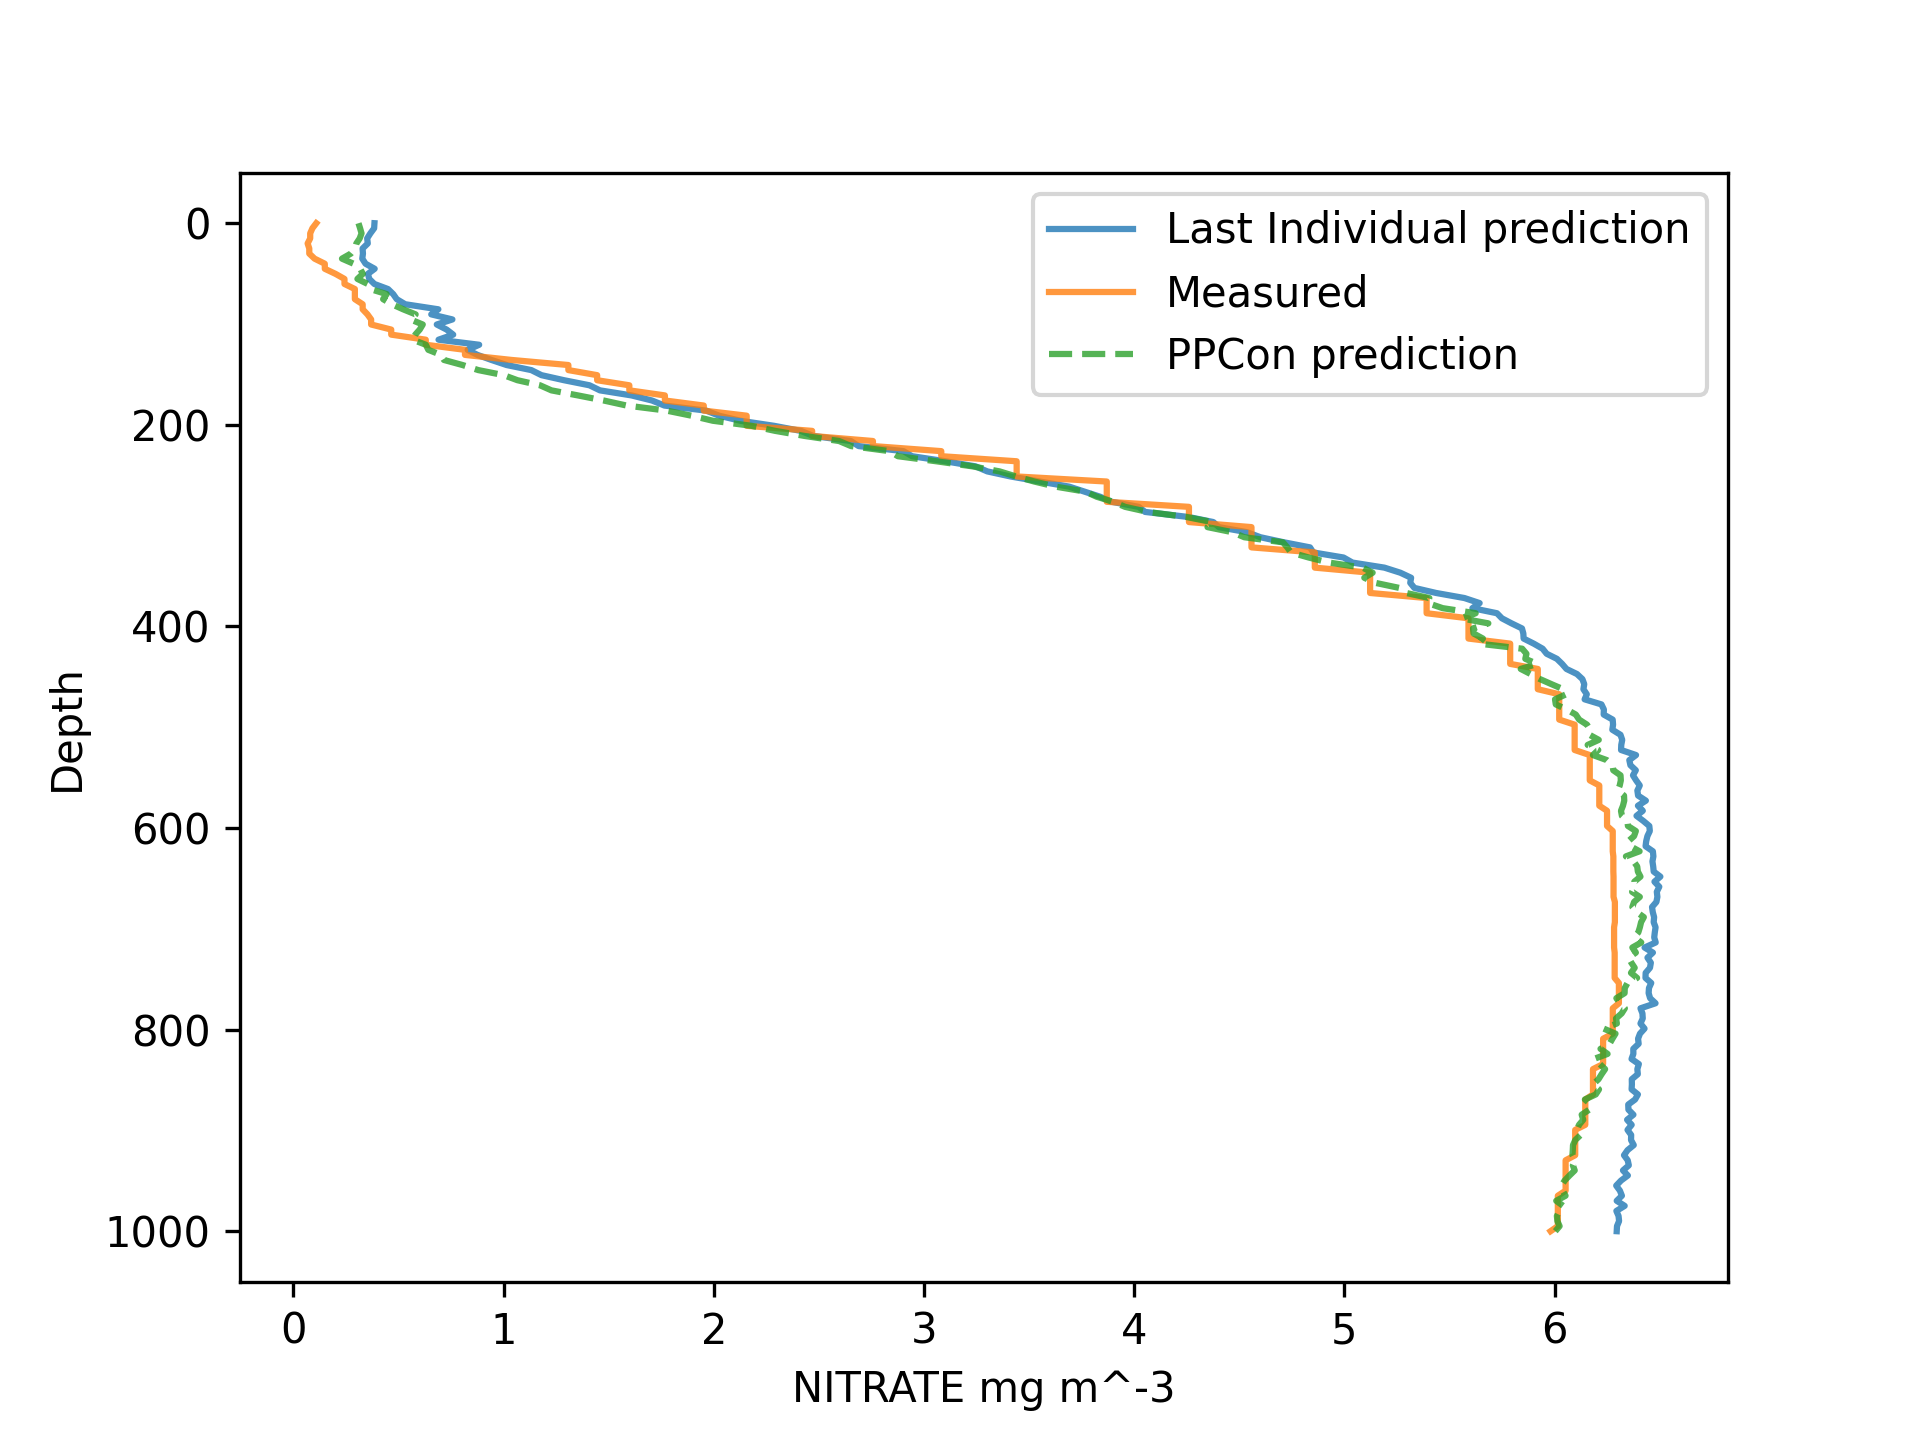 Last Individual prediction
Measured
PPCon prediction
0
200
400
600
800
1000
Depth
0 1 2 3 4 5 6
NITRATE mg m^-3